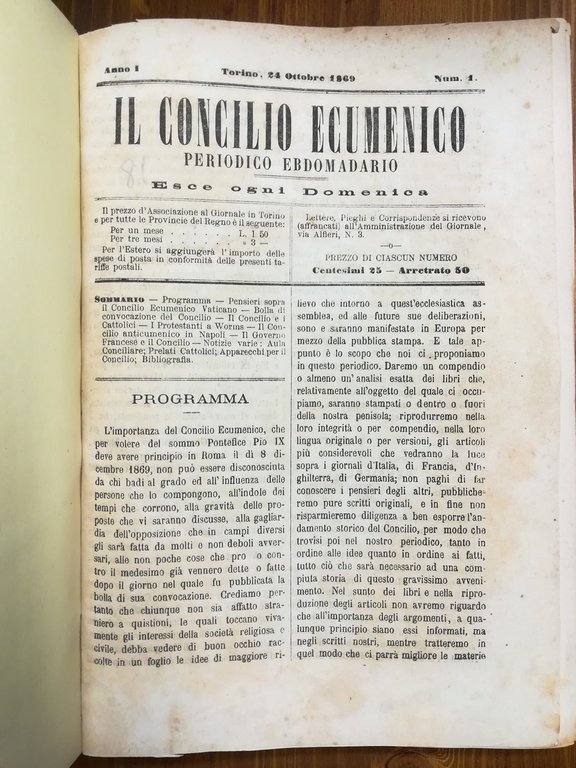 Anno I Torino, 24 Ottobre 1869 Num. 1.
IL CONCILIO ECUMENICO
PERIODICO EBDOMADARIO
Esce ogni Domenica
81
Il prezzo d'Associazione al Giornale in Torino
e per tutte le Provincie del Regno è il seguente:
Per un mese . . . . . . L. 1 50
Per tre mesi . . . . . . » 3 —
Per l'Estero si aggiungerà l'importo delle
spese di posta in conformità delle presenti ta-
riffe postali.
Lettere, Pieghi e Corrispondenze si ricevono
(affrancati) all'Amministrazione del Giornale,
via Alfieri, N. 3.
—o—
PREZZO DI CIASCUN NUMERO
Centesimi 25 — Arretrato 50
SOMMARIO — Programma — Pensieri sopra
il Concilio Ecumenico Vaticano — Bolla di
convocazione del Concilio — Il Concilio e i
Cattolici — I Protestanti a Worms — Il Con-
cilio anticumenico in Napoli — Il Governo
Francese e il Concilio — Notizie varie: Aula
Conciliare; Prelati Cattolici; Apparecchi per il
Concilio; Bibliografia.
PROGRAMMA
L'importanza del Concilio Ecumenico, che
per volere del sommo Pontefice Pio IX
deve avere principio in Roma il dì 8 di-
cembre 1869, non può essere disconosciuta
da chi badi al grado ed all'influenza delle
persone che lo compongono, all'indole dei
tempi che corrono, alla gravità delle pro-
poste che vi saranno discusse, alla gagliar-
dia dell'opposizione che in campi diversi
gli sarà fatta da molti e non deboli avver-
sari, alle non poche cose che pro o con-
tro il medesimo già vennero dette o fatte
dopo il giorno nel quale fu pubblicata la
bolla di sua convocazione. Crediamo per-
tanto che chiunque non sia affatto stra-
niero a quistioni, le quali toccano viva-
mente gli interessi della società religiosa e
civile, debba vedere di buon occhio rac-
colte in un foglio le idee di maggiore ri-
lievo che intorno a quest'ecclesiastica as-
semblea, ed alle future sue deliberazioni,
sono e saranno manifestate in Europa per
mezzo della pubblica stampa. E tale ap-
punto è lo scopo che noi ci proponiamo
in questo periodico. Daremo un compendio
o almeno un'analisi esatta dei libri che,
relativamente all'oggetto del quale ci occu-
piamo, saranno stampati o dentro o fuori
della nostra penisola; riprodurremo nella
loro integrità o per compendio, nella loro
lingua originale o per versioni, gli articoli
più considerevoli che vedranno la luce
sopra i giornali d'Italia, di Francia, d'In-
ghilterra, di Germania; non paghi di far
conoscere i pensieri degli altri, pubbliche-
remo pure scritti originali, e in fine non
risparmieremo diligenza a ben esporre l'an-
damento storico del Concilio, per modo che
trovisi poi nel nostro periodico, tanto in
ordine alle idee quanto in ordine ai fatti,
tutto ciò che sarà necessario ad una com-
piuta storia di questo gravissimo avveni-
mento. Nel sunto dei libri e nella ripro-
duzione degli articoli non avremo riguardo
che all'importanza degli argomenti, a qua-
lunque principio siano essi informati, ma
negli scritti nostri, mentre tratteremo in
quel modo che ci parrà migliore le materie